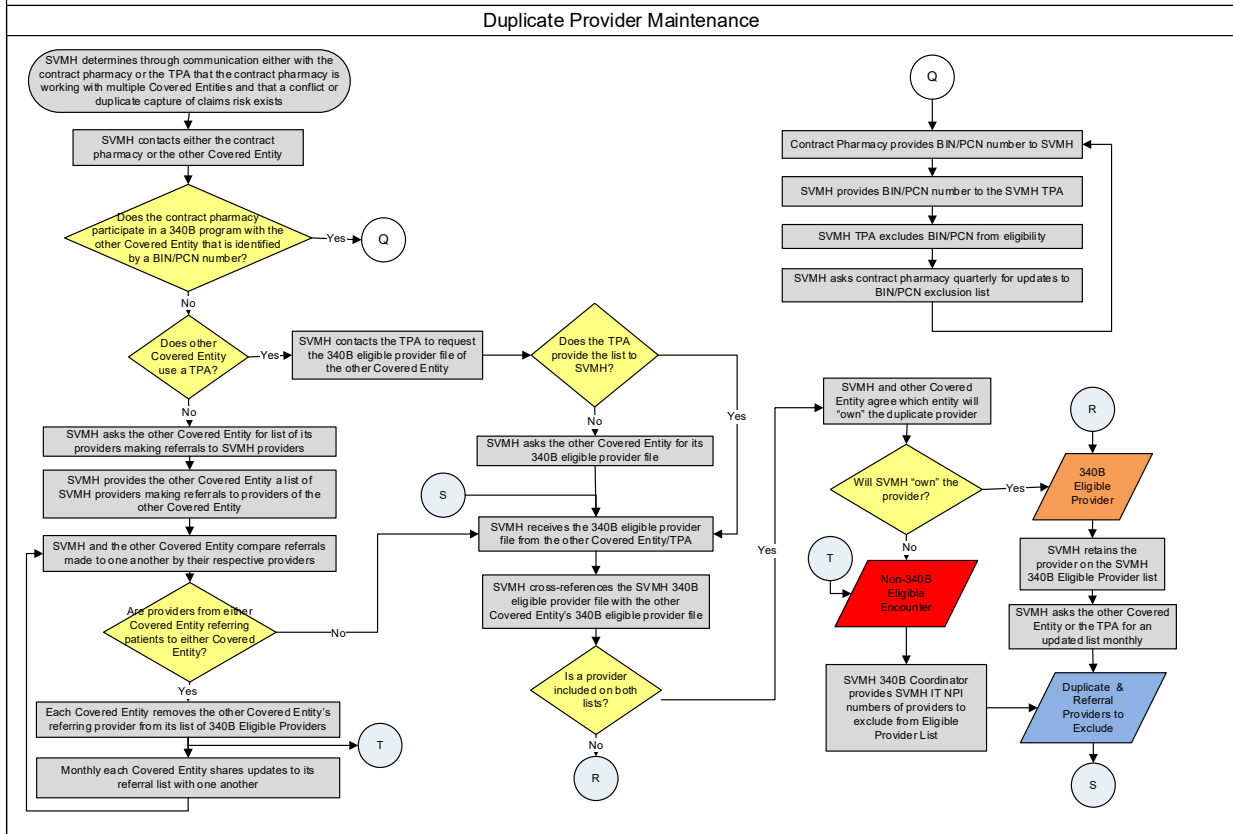 Duplicate Provider Maintenance
SVMH determines through communication either with the
contract pharmacy or the TPA that the contract pharmacy is
working with multiple Covered Entities and that a conflict or
duplicate capture of claims risk exists
SVMH contacts either the contract
pharmacy or the other Covered Entity
Does the contract pharmacy
participate in a 340B program with the
other Covered Entity that is identified
by a BIN/PCN number?
Yes
Q
No
Does other
Covered Entity
use a TPA?
Yes
SVMH contacts the TPA to request
the 340B eligible provider file of
the other Covered Entity
Does the TPA
provide the list to
SVMH?
Yes
No
No
SVMH asks the other Covered Entity for list of its
providers making referrals to SVMH providers
SVMH provides the other Covered Entity a list of
SVMH providers making referrals to providers of the
other Covered Entity
SVMH and the other Covered Entity compare referrals
made to one another by their respective providers
Are providers from either
Covered Entity referring
patients to either Covered
Entity?
No
Yes
Each Covered Entity removes the other Covered Entity's
referring provider from its list of 340B Eligible Providers
T
Monthly each Covered Entity shares updates to its
referral list with one another
SVMH asks the other Covered Entity for its
340B eligible provider file
S
SVMH receives the 340B eligible provider
file from the other Covered Entity/TPA
SVMH cross-references the SVMH 340B
eligible provider file with the other
Covered Entity's 340B eligible provider file
Is a provider
included on both
lists?
Yes
No
R
Q
Contract Pharmacy provides BIN/PCN number to SVMH
SVMH provides BIN/PCN number to the SVMH TPA
SVMH TPA excludes BIN/PCN from eligibility
SVMH asks contract pharmacy quarterly for updates to
BIN/PCN exclusion list
SVMH and other Covered
Entity agree which entity will
“own” the duplicate provider
Will SVMH “own” the
provider?
Yes
No
T
Non-340B
Eligible
Encounter
SVMH 340B Coordinator
provides SVMH IT NPI
numbers of providers to
exclude from Eligible
Provider List
R
340B
Eligible
Provider
SVMH retains the
provider on the SVMH
340B Eligible Provider list
SVMH asks the other Covered
Entity or the TPA for an
updated list monthly
Duplicate &
Referral
Providers to
Exclude
S